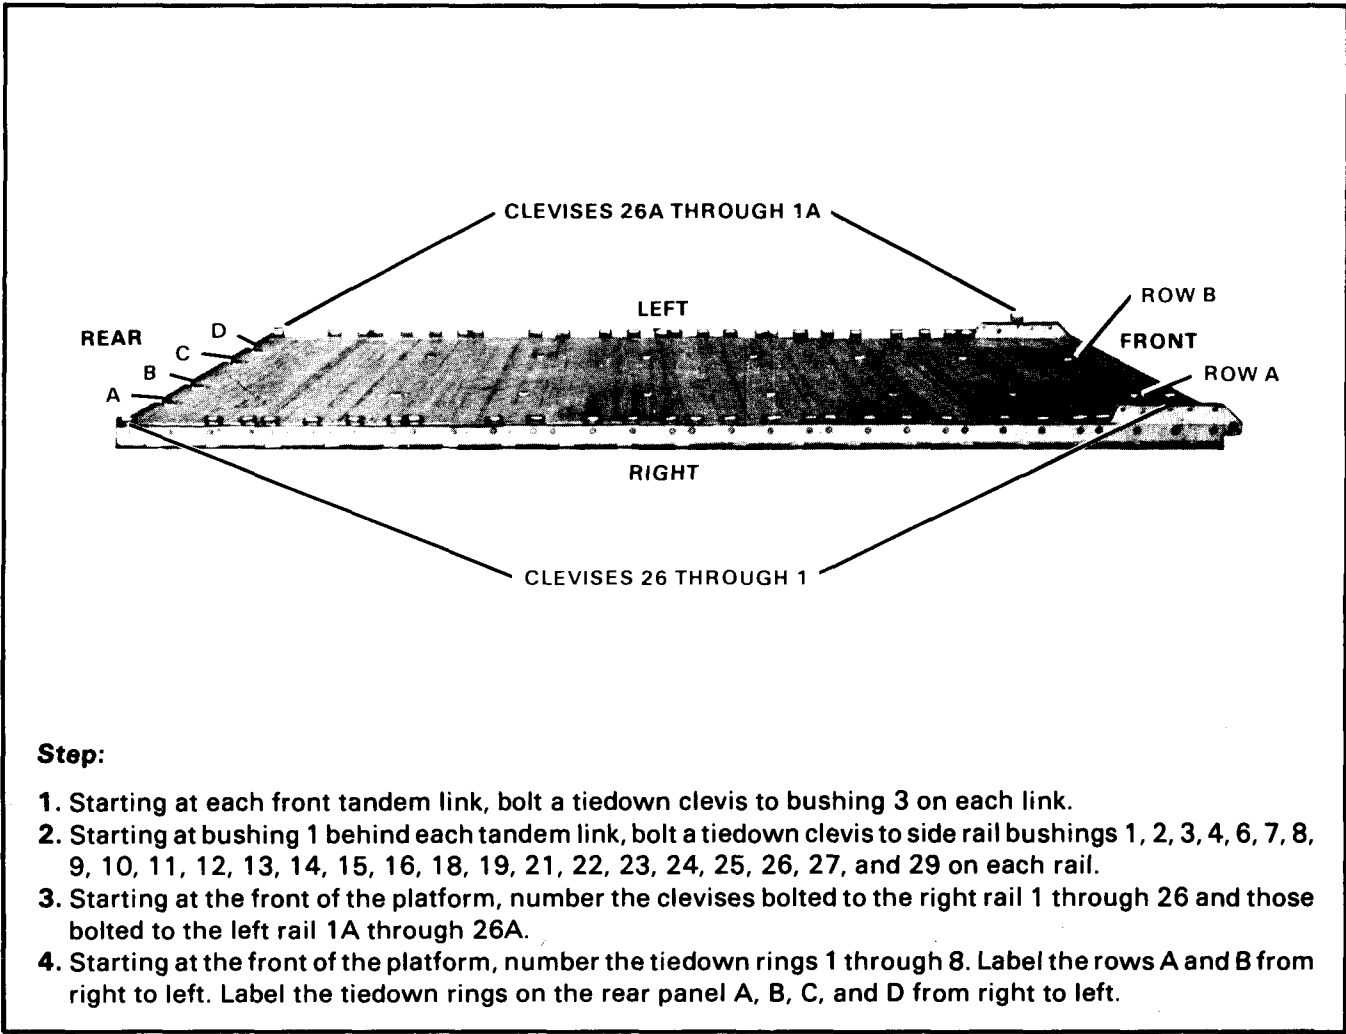 CLEVISES 26A THROUGH 1A
ROW B
LEFT
REAR
D
FRONT
C
B
ROW A
A
RIGHT
CLEVISES 26 THROUGH 1
Step:
1. Starting at each front tandem link, bolt a tiedown clevis to bushing 3 on each link.
2. Starting at bushing 1 behind each tandem link, bolt a tiedown clevis to side rail bushings 1, 2, 3, 4, 6, 7, 8,
9, 10, 11, 12, 13, 14, 15, 16, 18, 19, 21, 22, 23, 24, 25, 26, 27, and 29 on each rail.
3. Starting at the front of the platform, number the clevises bolted to the right rail 1 through 26 and those
bolted to the left rail 1A through 26A.
4. Starting at the front of the platform, number the tiedown rings 1 through 8. Label the rows A and B from
right to left. Label the tiedown rings on the rear panel A, B, C, and D from right to left.